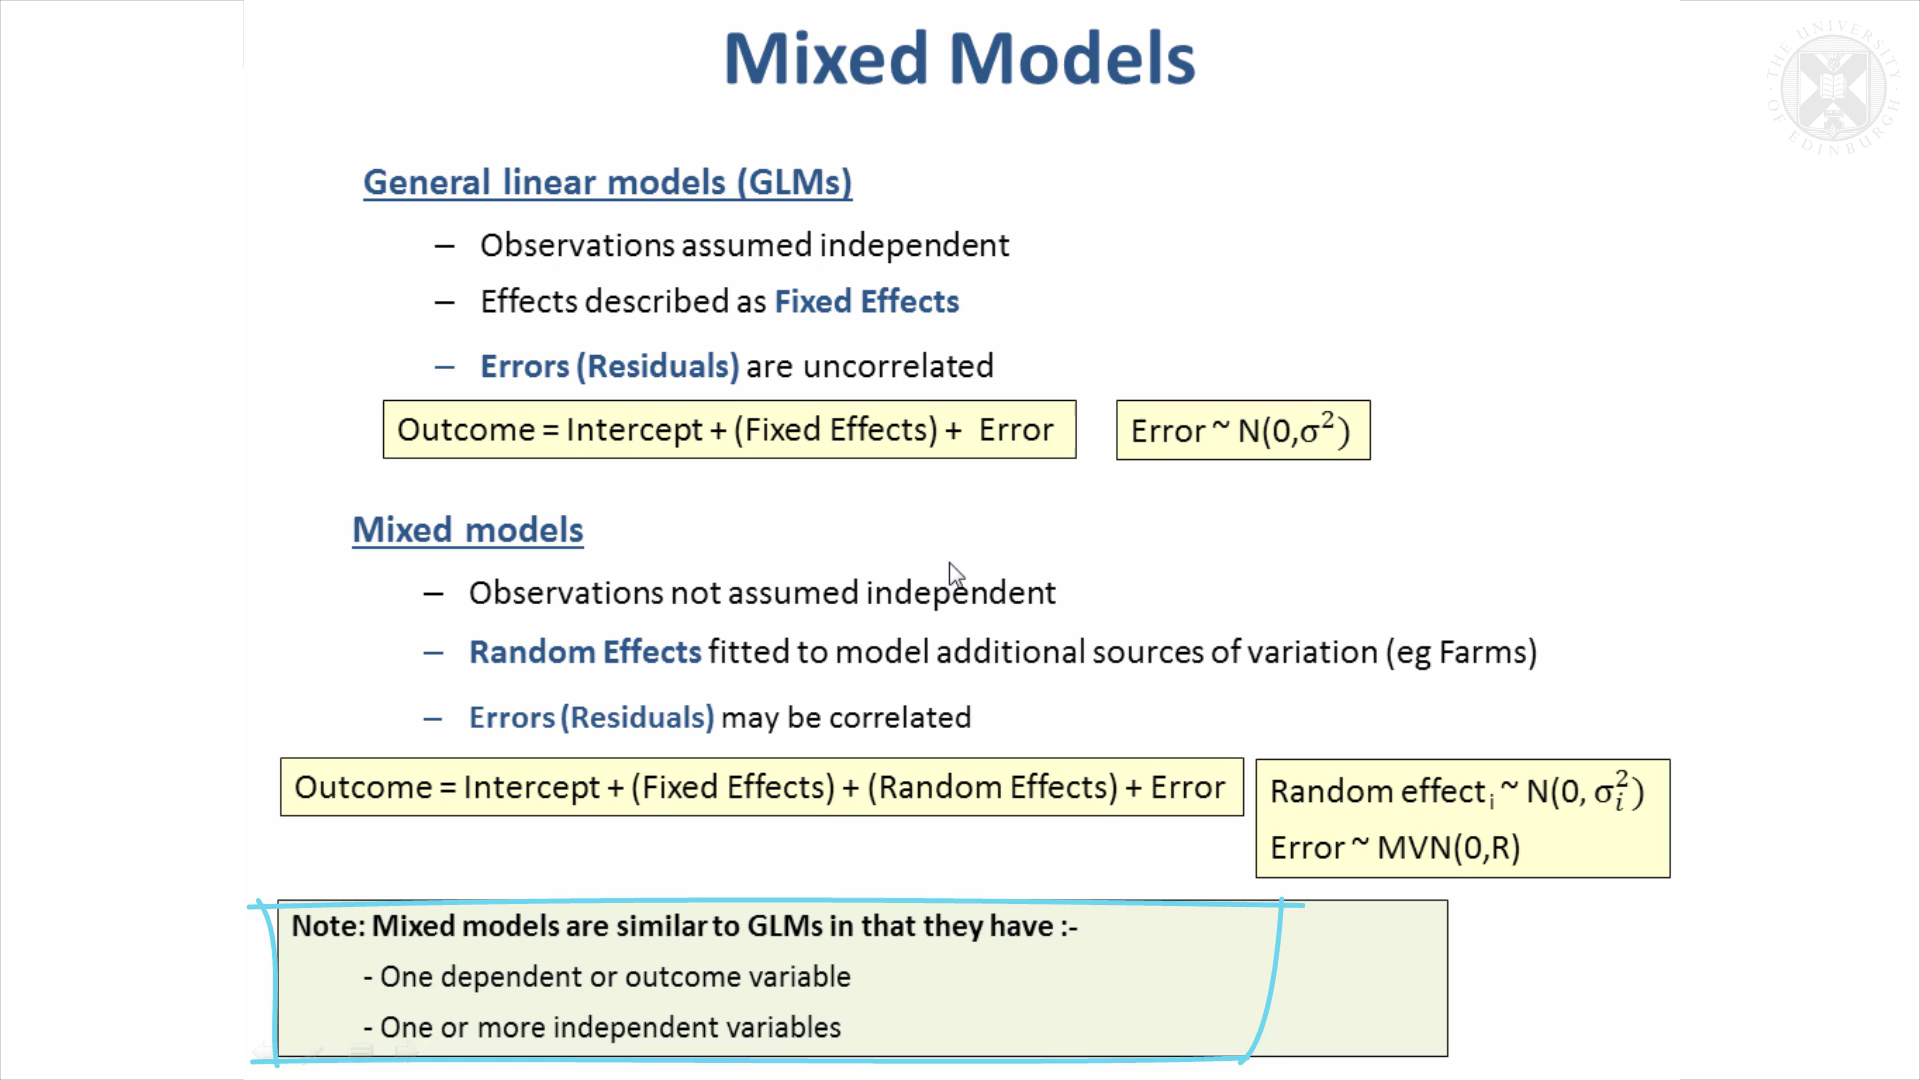 Mixed Models
THE UNIVERSITY OF EDINBURGH
General linear models (GLMs)
– Observations assumed independent
– Effects described as Fixed Effects
– Errors (Residuals) are uncorrelated
Outcome = Intercept + (Fixed Effects) + Error
Error ~ N(0,σ²)
Mixed models
– Observations not assumed independent
– Random Effects fitted to model additional sources of variation (eg Farms)
– Errors (Residuals) may be correlated
Outcome = Intercept + (Fixed Effects) + (Random Effects) + Error
Random effectᵢ ~ N(0, σᵢ²)
Error ~ MVN(0,R)
Note: Mixed models are similar to GLMs in that they have :-
- One dependent or outcome variable
- One or more independent variables